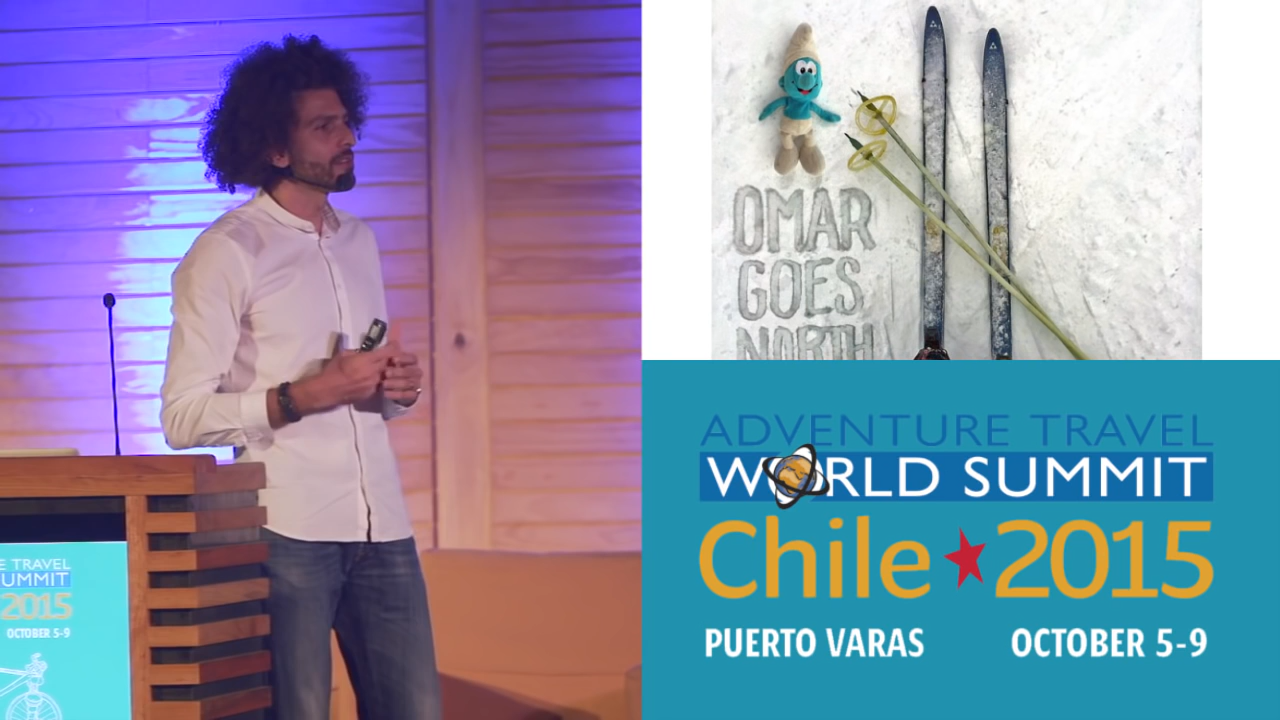 OMAR
GOES
NORTH
ADVENTURE TRAVEL
WORLD SUMMIT
Chile 2015
PUERTO VARAS OCTOBER 5-9
E TRAVEL
UMMIT
2015
OCTOBER 5-9